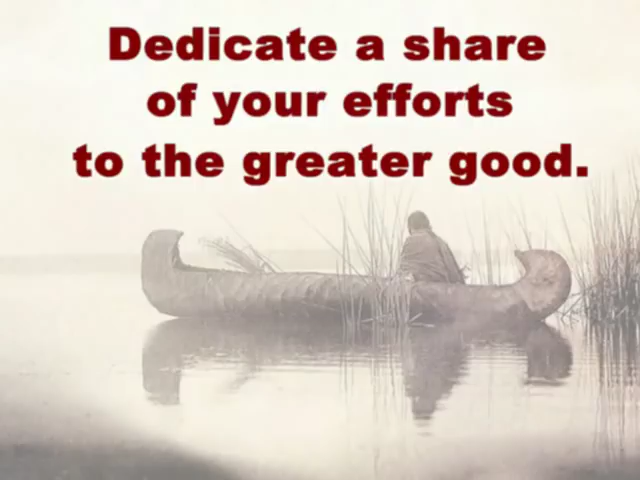 Dedicate a share
of your efforts
to the greater good.